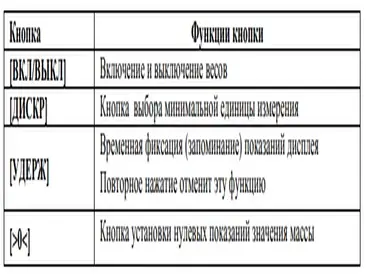 Кнопка Функции кнопки
[ВКЛ/ВЫКЛ] Включение и выключение весов
[ДИСКР] Кнопка выбора минимальной единицы измерения
[УДЕРЖ] Временная фиксация (запоминание) показаний дисплея
Повторное нажатие отменит эту функцию
[>0<] Кнопка установки нулевых показаний значения массы